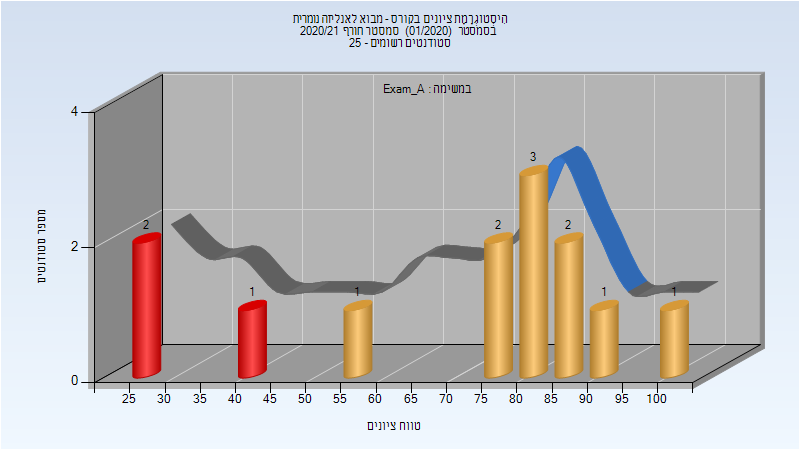 היסטוגרמת ציונים בקורס - מבוא לאנליזה נומרית
בסמסטר (01/2020) סמסטר חורף 2020/21
סטודנטים רשומים - 25
במשימה : Exam_A
מספר סטודנטים
4
2
0
2
1
1
2
3
2
1
1
25 30 35 40 45 50 55 60 65 70 75 80 85 90 95 100
טווח ציונים